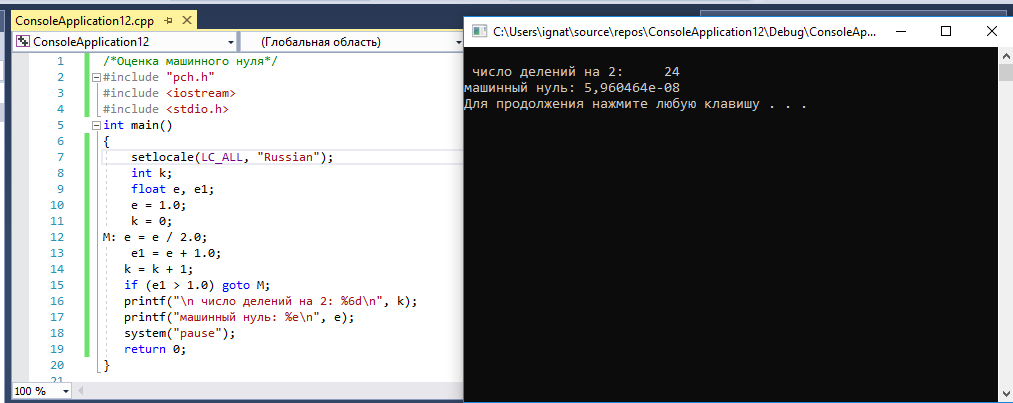 ConsoleApplication12.cpp
ConsoleApplication12
(Глобальная область)
1 /*Оценка машинного нуля*/
2 #include "pch.h"
3 #include <iostream>
4 #include <stdio.h>
5 int main()
6 {
7 setlocale(LC_ALL, "Russian");
8 int k;
9 float e, e1;
10 e = 1.0;
11 k = 0;
12 M: e = e / 2.0;
13 e1 = e + 1.0;
14 k = k + 1;
15 if (e1 > 1.0) goto M;
16 printf("\n число делений на 2: %6d\n", k);
17 printf("машинный нуль: %e\n", e);
18 system("pause");
19 return 0;
20 }
21
100 %
C:\Users\ignat\source\repos\ConsoleApplication12\Debug\ConsoleAp...
число делений на 2: 24
машинный нуль: 5,960464e-08
Для продолжения нажмите любую клавишу . . .